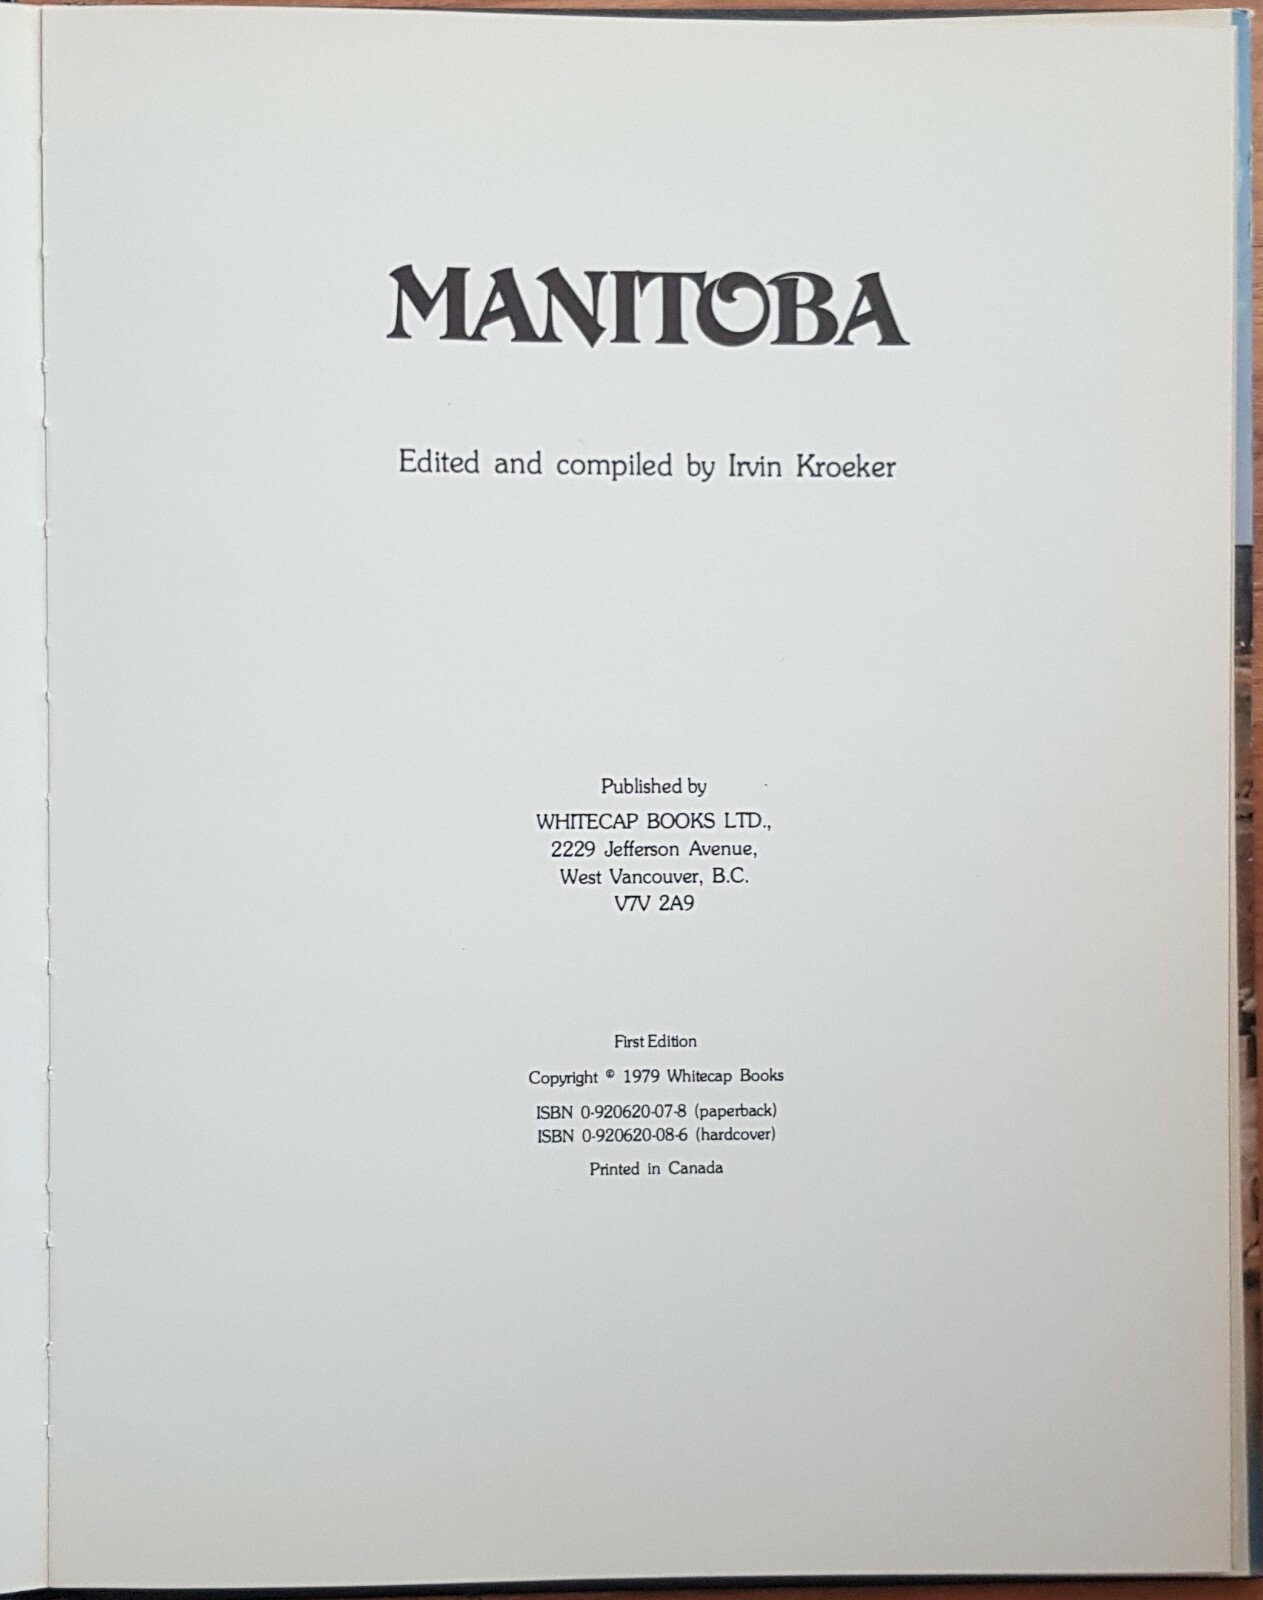 MANITOBA
Edited and compiled by Irvin Kroeker
Published by
WHITECAP BOOKS LTD.,
2229 Jefferson Avenue,
West Vancouver, B.C.
V7V 2A9
First Edition
Copyright © 1979 Whitecap Books
ISBN 0-920620-07-8 (paperback)
ISBN 0-920620-08-6 (hardcover)
Printed in Canada